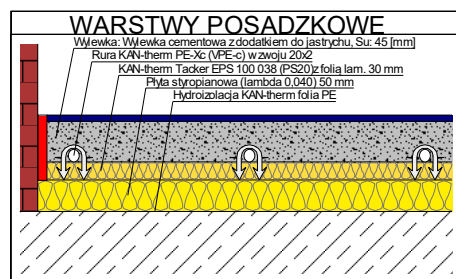 WARSTWY POSADZKOWE
Wylewka: Wylewka cementowa z dodatkiem do jastrychu, Su: 45 [mm]
Rura KAN-therm PE-Xc (VPE-c) w zwoju 20x2
KAN-therm Tacker EPS 100 038 (PS20) z folią lam. 30 mm
Płyta styropianowa (lambda 0,040) 50 mm
Hydroizolacja KAN-therm folia PE